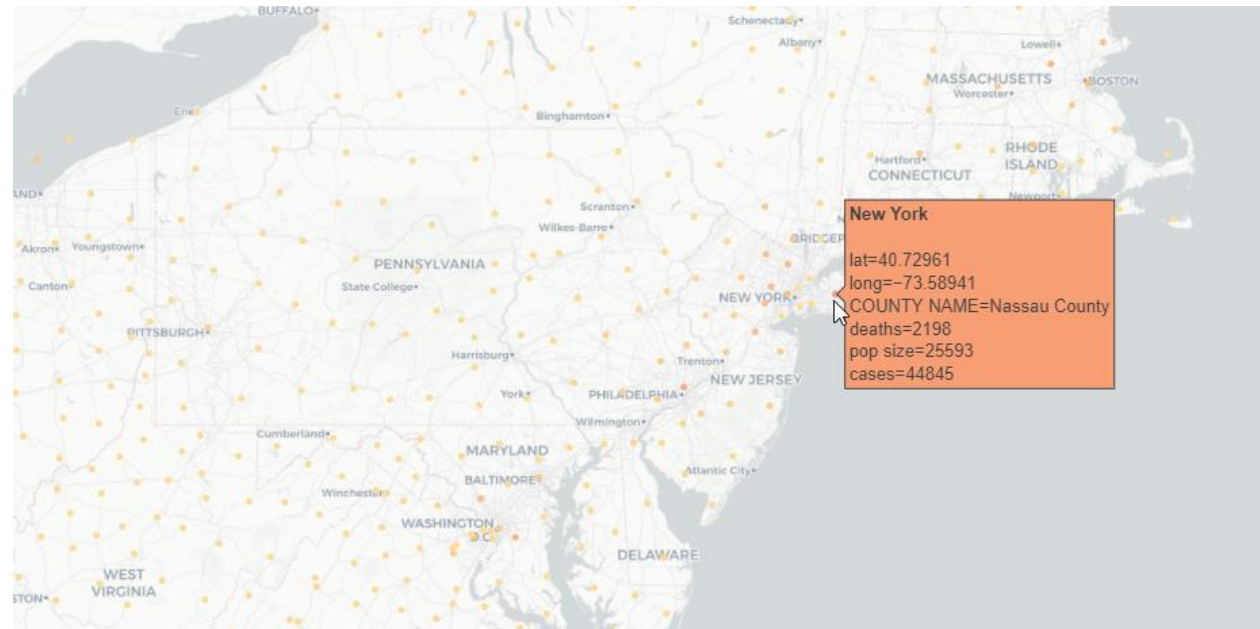 BUFFALO
Schenectady
Albany
Lowell
MASSACHUSETTS
BOSTON
Worcester
Erie
Binghamton
RHODE
ISLAND
Hartford
CONNECTICUT
Newport
AND
Scranton
Wilkes-Barre
BRIDGEP
New York
lat=40.72961
long=−73.58941
COUNTY NAME=Nassau County
deaths=2198
pop size=25593
cases=44845
Akron
Youngstown
PENNSYLVANIA
Canton
State College
NEW YORK
PITTSBURGH
Harrisburg
Trenton
NEW JERSEY
York
PHILADELPHIA
Wilmington
Cumberland
MARYLAND
BALTIMORE
Atlantic City
Winchester
WASHINGTON
D.C.
DELAWARE
WEST
VIRGINIA
STON